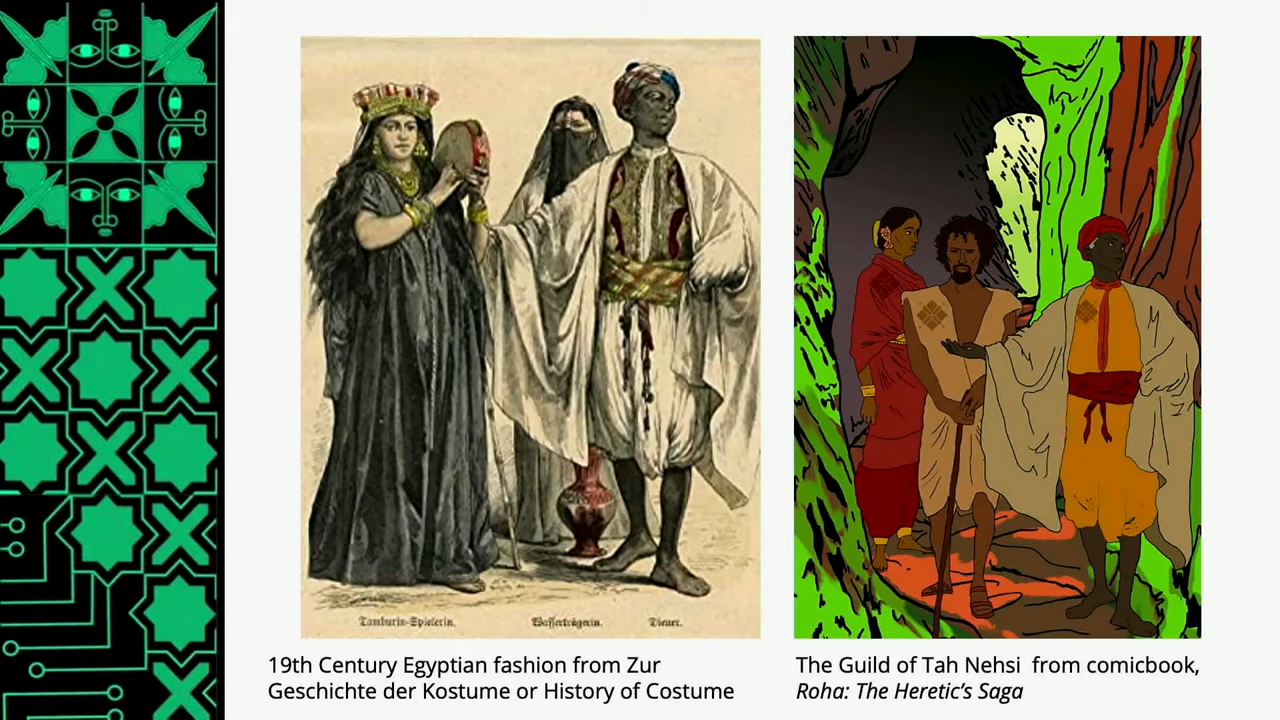 Tamburin-Spielerin. Wasserträgerin. Diener.
19th Century Egyptian fashion from Zur
Geschichte der Kostume or History of Costume
The Guild of Tah Nehsi from comicbook,
Roha: The Heretic's Saga